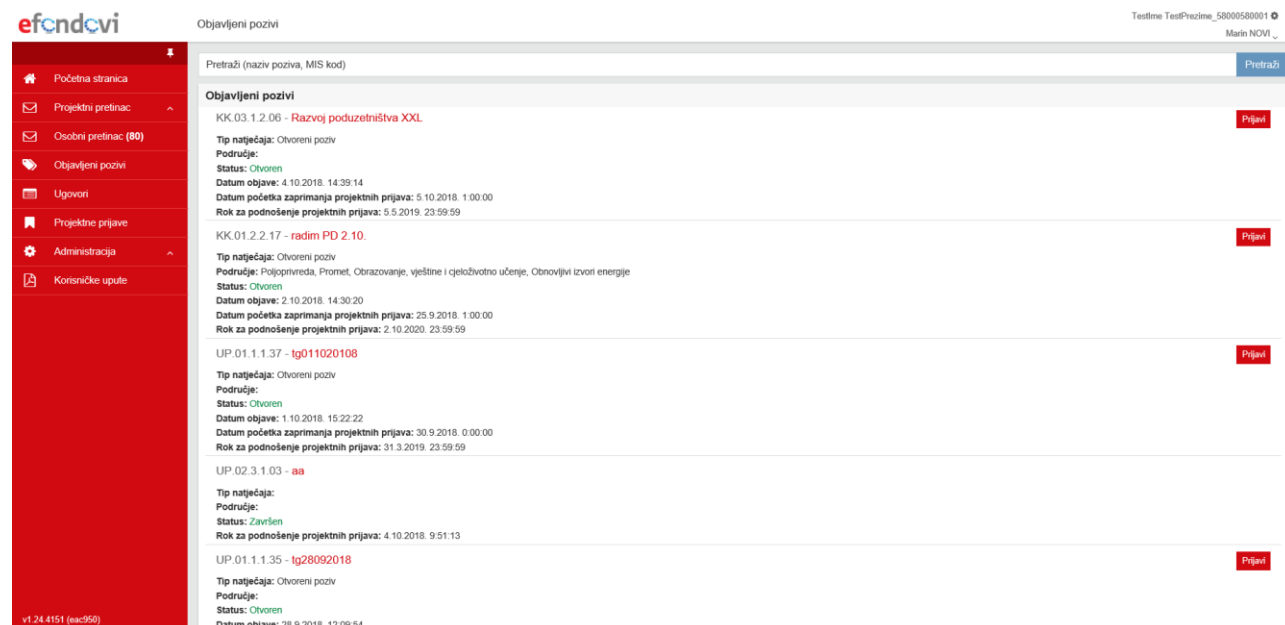 efondovi
Objavljeni pozivi
TestIme TestPrezime_58000580001
Marin NOVI
Početna stranica
Projektni pretinac
Osobni pretinac (80)
Objavljeni pozivi
Ugovori
Projektne prijave
Administracija
Korisničke upute
v1.24.4151 (eac950)
Pretraži (naziv poziva, MIS kod)
Pretraži
Objavljeni pozivi
KK.03.1.2.06 - Razvoj poduzetništva XXL
Prijavi
Tip natječaja: Otvoreni poziv
Područje:
Status: Otvoren
Datum objave: 4.10.2018. 14:39:14
Datum početka zaprimanja projektnih prijava: 5.10.2018. 1:00:00
Rok za podnošenje projektnih prijava: 5.5.2019. 23:59:59
KK.01.2.2.17 - radim PD 2.10.
Prijavi
Tip natječaja: Otvoreni poziv
Područje: Poljoprivreda, Promet, Obrazovanje, vještine i cjeloživotno učenje, Obnovljivi izvori energije
Status: Otvoren
Datum objave: 2.10.2018. 14:30:20
Datum početka zaprimanja projektnih prijava: 25.9.2018. 1:00:00
Rok za podnošenje projektnih prijava: 2.10.2020. 23:59:59
UP.01.1.1.37 - tg011020108
Prijavi
Tip natječaja: Otvoreni poziv
Područje:
Status: Otvoren
Datum objave: 1.10.2018. 15:22:22
Datum početka zaprimanja projektnih prijava: 30.9.2018. 0:00:00
Rok za podnošenje projektnih prijava: 31.3.2019. 23:59:59
UP.02.3.1.03 - aa
Tip natječaja:
Područje:
Status: Završen
Rok za podnošenje projektnih prijava: 4.10.2018. 9:51:13
UP.01.1.1.35 - tg28092018
Prijavi
Tip natječaja: Otvoreni poziv
Područje:
Status: Otvoren
Datum objave: 28.9.2018. 12:09:54